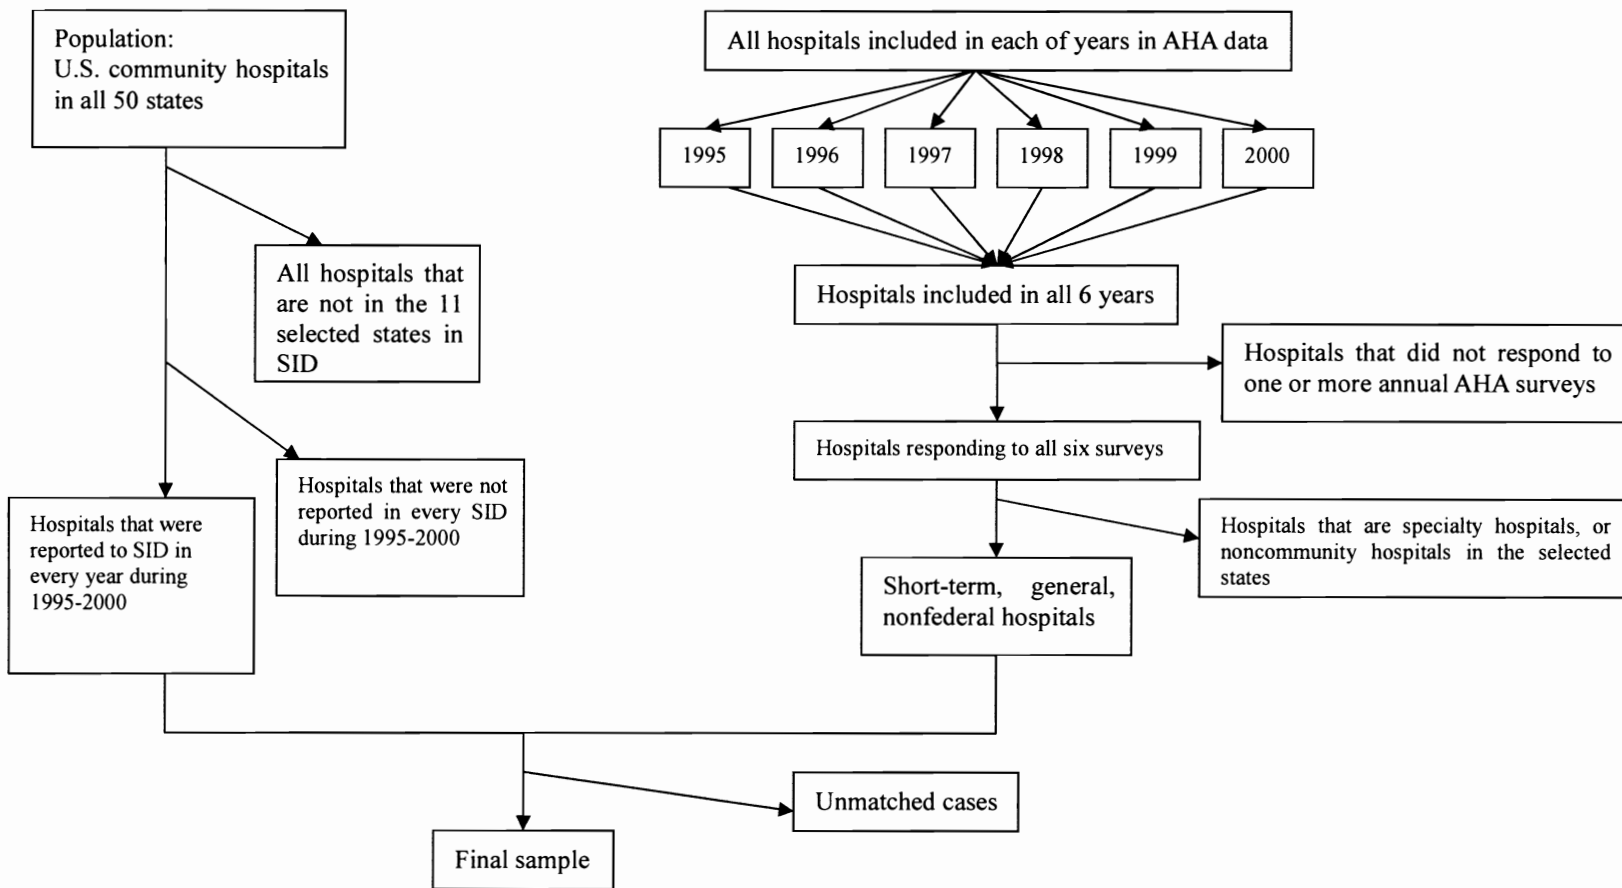 Population:
U.S. community hospitals
in all 50 states
All hospitals that
are not in the 11
selected states in
SID
Hospitals that were not
reported in every SID
during 1995-2000
Hospitals that were
reported to SID in
every year during
1995-2000
All hospitals included in each of years in AHA data
1995
1996
1997
1998
1999
2000
Hospitals included in all 6 years
Hospitals that did not respond to
one or more annual AHA surveys
Hospitals responding to all six surveys
Hospitals that are specialty hospitals, or
noncommunity hospitals in the selected
states
Short-term, general,
nonfederal hospitals
Unmatched cases
Final sample